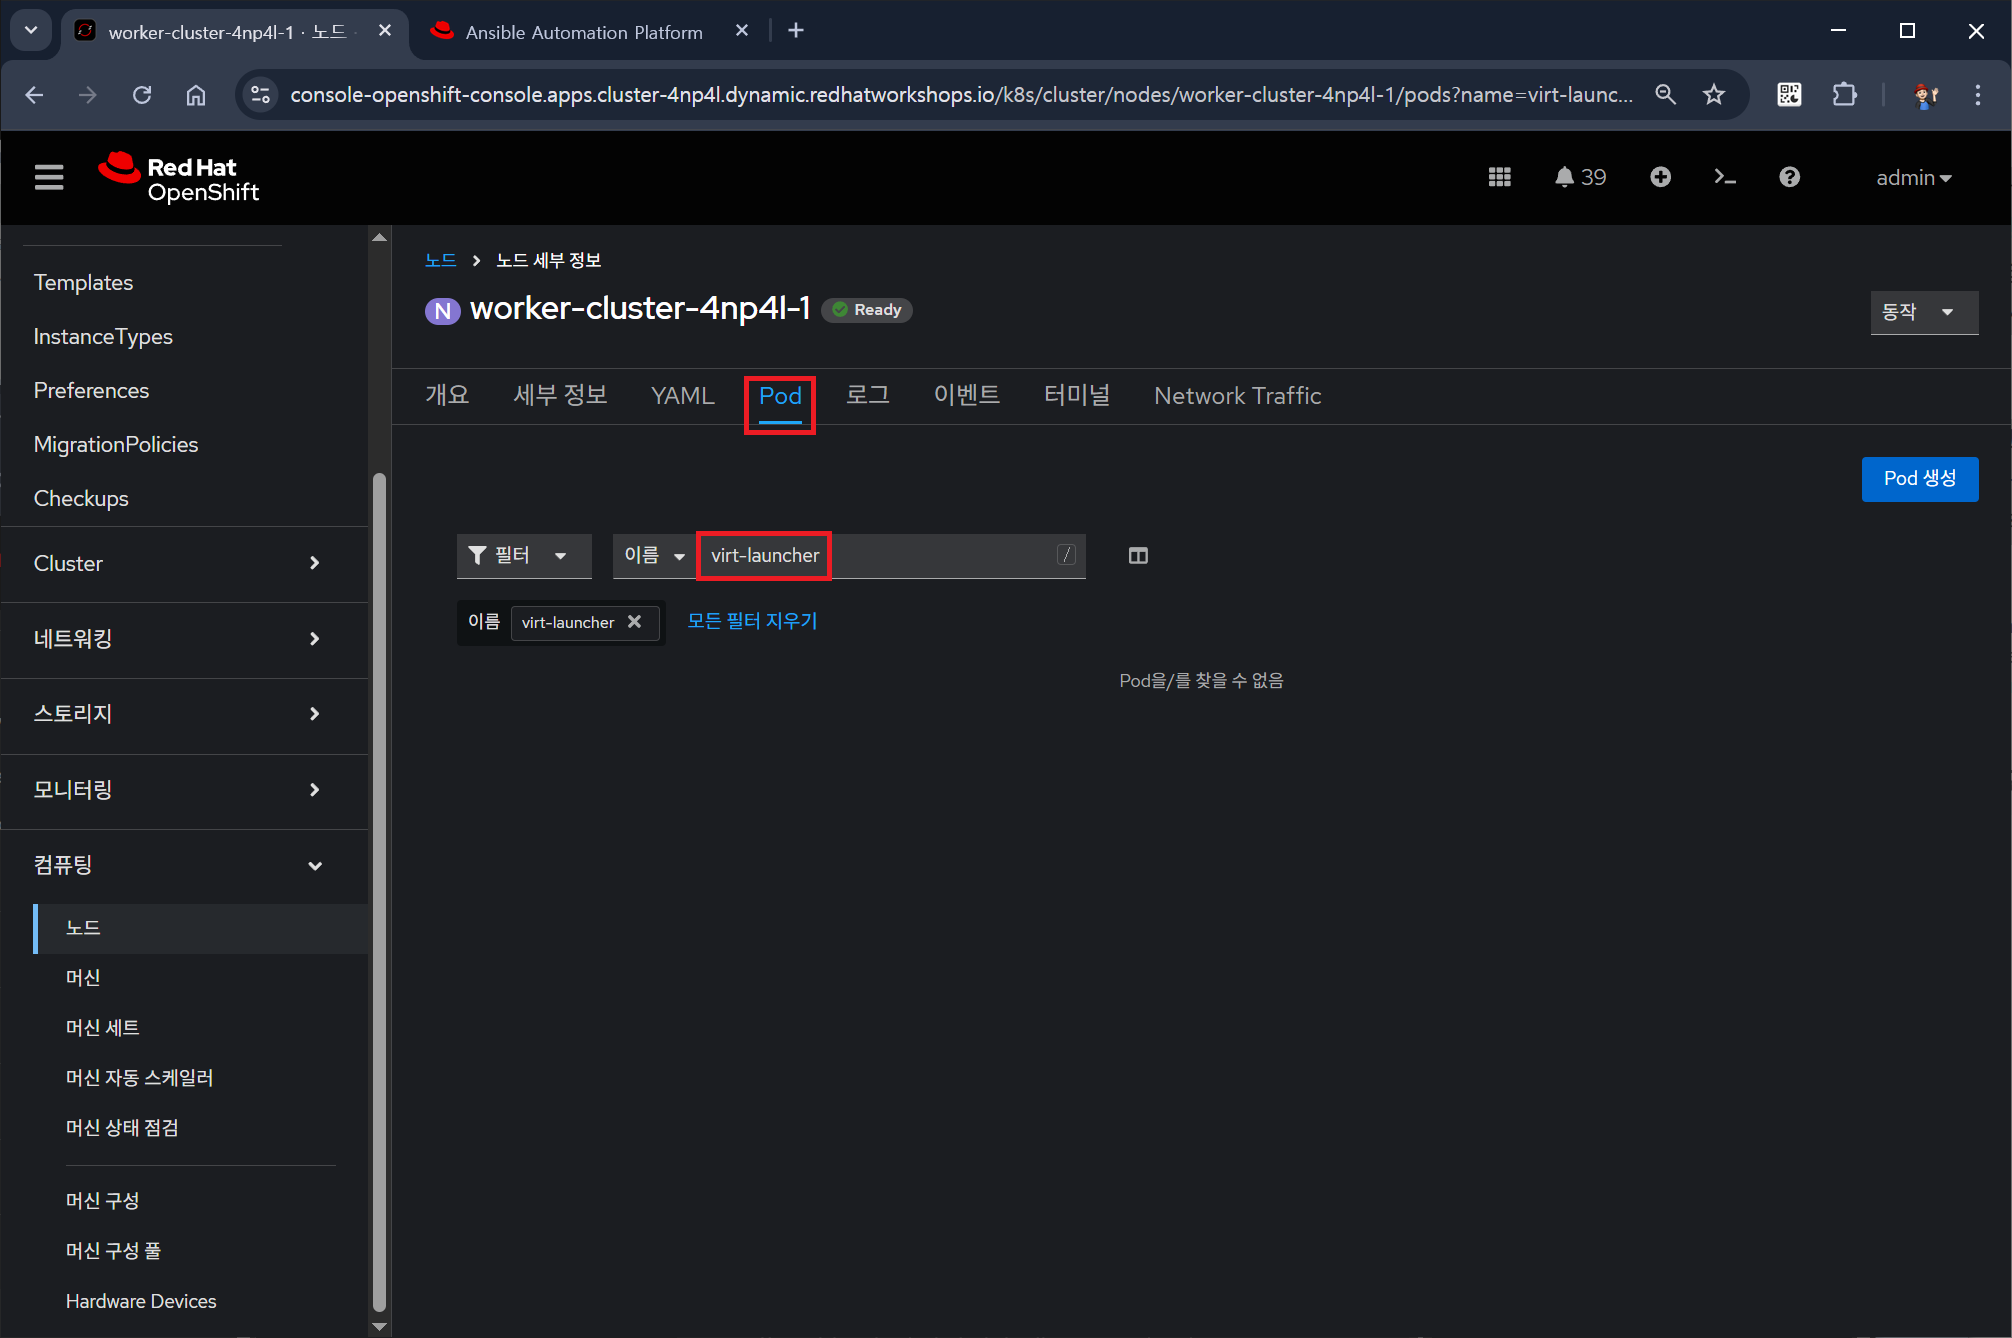 worker-cluster-4np4l-1 · 노드
Ansible Automation Platform
console-openshift-console.apps.cluster-4np4l.dynamic.redhatworkshops.io/k8s/cluster/nodes/worker-cluster-4np4l-1/pods?name=virt-launc...
Red Hat
OpenShift
39
admin
Templates
InstanceTypes
Preferences
MigrationPolicies
Checkups
Cluster
네트워킹
스토리지
모니터링
컴퓨팅
노드
머신
머신 세트
머신 자동 스케일러
머신 상태 점검
머신 구성
머신 구성 풀
Hardware Devices
노드 > 노드 세부 정보
N worker-cluster-4np4l-1 Ready
동작
개요 세부 정보 YAML Pod 로그 이벤트 터미널 Network Traffic
Pod 생성
필터 이름 virt-launcher /
이름 virt-launcher 모든 필터 지우기
Pod을/를 찾을 수 없음